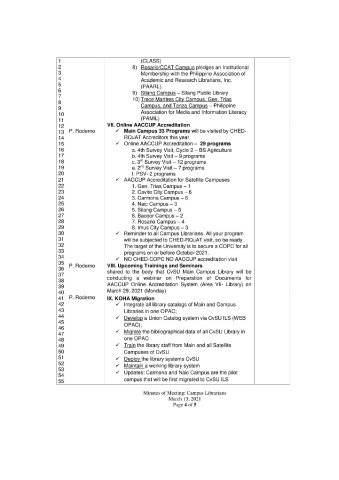 1 (CLASS)
2 8) Rosario/CCAT Campus pledges an Institutional
3 Membership with the Philippine Association of
4 Academic and Research Librarians, Inc.
5 (PAARL).
6 9) Silang Campus – Silang Public Library
7 10) Trece Martires City Campus, Gen. Trias
8 Campus, and Tanza Campus – Philippine
9 Association for Media and Information Literacy
10 (PAMIL)
11
12 VII. Online AACCUP Accreditation
13 P. Rodemo ✓ Main Campus 33 Programs will be visited by CHED-
14 RQuAT Accreditors this year
15 ✓ Online AACCUP Accreditation – 29 programs
16 a. 4th Survey Visit, Cycle 2 – BS Agriculture
17 b. 4th Survey Visit – 9 programs
18 c. 3rd Survey Visit – 12 programs
19 e. 2nd Survey Visit – 7 programs
20 f. PSV- 2 programs
21 ✓ AACCUP Accreditation for Satellite Campuses
22 1. Gen. Trias Campus – 1
23 2. Cavite City Campus – 6
24 3. Carmona Campus – 6
25 4. Naic Campus – 3
26 5. Silang Campus – 5
27 6. Bacoor Campus – 2
28 7. Rosario Campus – 4
29 8. Imus City Campus – 3
30 ✓ Reminder to all Campus Librarians. All your program
31 will be subjected to CHED-RQuAT visit, so be ready.
32 The target of the University is to secure a COPC for all
33 programs on or before October 2021.
34 ✓ NO CHED-COPC NO AACCUP accreditation visit
35
36 P. Rodemo VIII. Upcoming Trainings and Seminars
37 shared to the body that CvSU Main Campus Library will be
38 conducting a webinar on Preparation of Documents for
39 AACCUP Online Accreditation System (Area VII- Library) on
40 March 29, 2021 (Monday)
41 P. Rodemo IX. KOHA Migration
42 ✓ Integrate all library catalogs of Main and Campus
43 Libraries in one OPAC;
44 ✓ Develop a Union Catalog system via CvSU ILS (WEB
45 OPAC);
46 ✓ Migrate the bibliographical data of all CvSU Library in
47 one OPAC
48 ✓ Train the library staff from Main and all Satellite
49 Campuses of CvSU
50 ✓ Deploy the library systems CvSU
51 ✓ Maintain a working library system
52 ✓ Updates: Carmona and Naic Campus are the pilot
53 campus that will be first migrated to CvSU ILS
54
55
Minutes of Meeting: Campus Librarians
March 15, 2021
Page 4 of 5